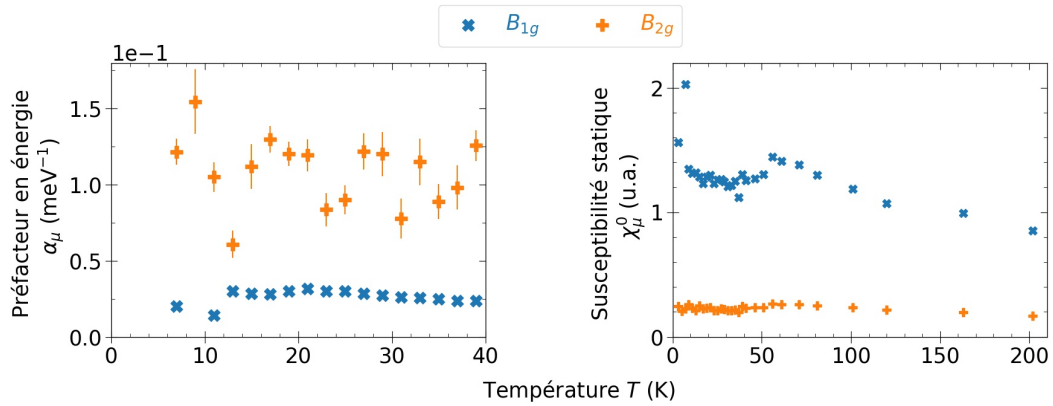 B1g B2g
1e−1
Préfacteur en énergie
αμ (meV−1)
1.5
1.0
0.5
0.0
0 10 20 30 40
Susceptibilité statique
χ0μ (u.a.)
2
1
0
0 50 100 150 200
Température T (K)